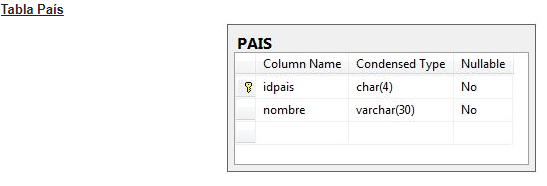 Tabla País
PAIS
Column Name Condensed Type Nullable
idpais char(4) No
nombre varchar(30) No